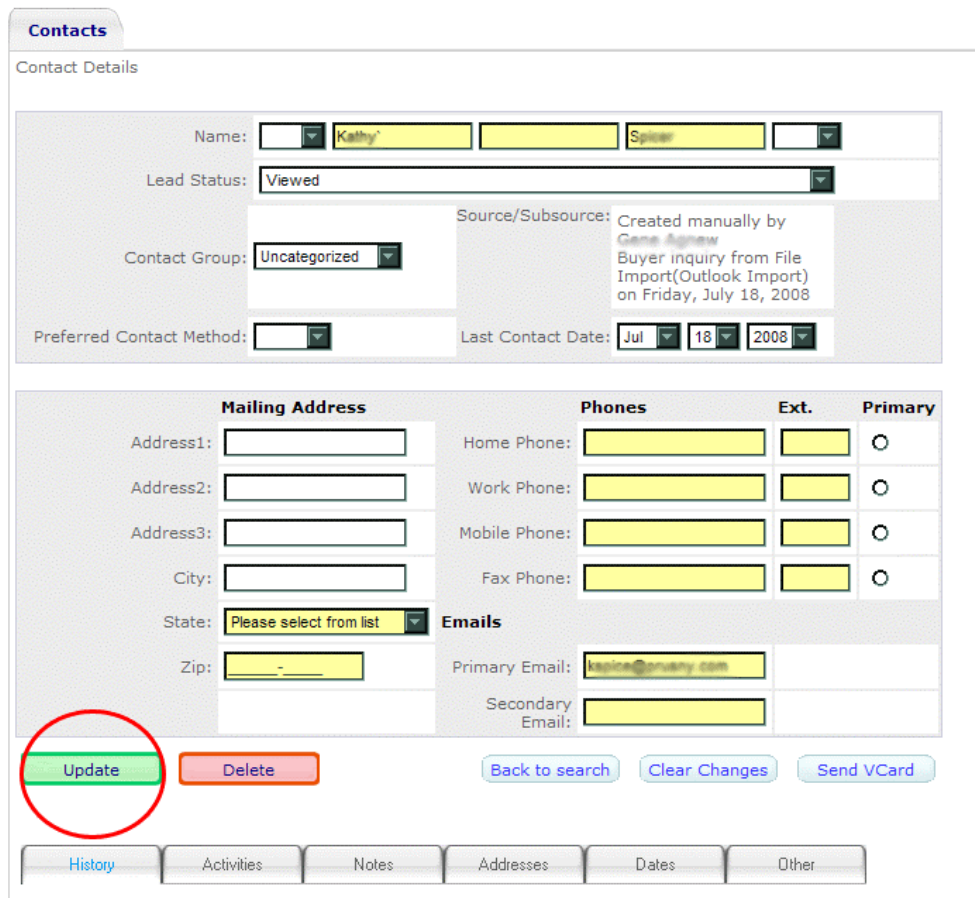 Contacts
Contact Details
Name: Kathy` Spicer
Lead Status: Viewed
Source/Subsource: Created manually by
Gene Agnew
Contact Group: Uncategorized
Buyer inquiry from File
Import(Outlook Import)
on Friday, July 18, 2008
Preferred Contact Method: Last Contact Date: Jul 18 2008
Mailing Address Phones Ext. Primary
Address1: Home Phone:
Address2: Work Phone:
Address3: Mobile Phone:
City: Fax Phone:
State: Please select from list Emails
Zip: _____-_____ Primary Email:
Secondary
Email:
Update Delete Back to search Clear Changes Send VCard
History Activities Notes Addresses Dates Other